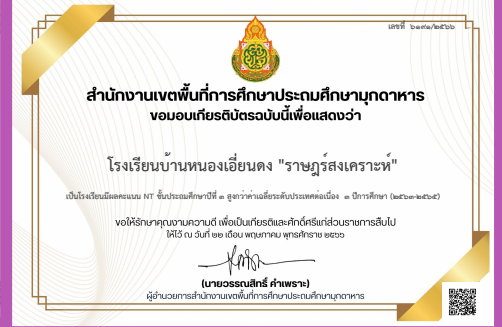 เลขที่ ๖๑๙๑/๒๕๖๖
สำนักงานเขตพื้นที่การศึกษาประถมศึกษามุกดาหาร
ขอมอบเกียรติบัตรฉบับนี้เพื่อแสดงว่า
โรงเรียนบ้านหนองเอี่ยนดง "ราษฎร์สงเคราะห์"
เป็นโรงเรียนมีผลคะแนน NT ชั้นประถมศึกษาปีที่ ๓ สูงกว่าค่าเฉลี่ยระดับประเทศต่อเนื่อง ๓ ปีการศึกษา (๒๕๖๓-๒๕๖๕)
ขอให้รักษาคุณงามความดี เพื่อเป็นเกียรติและศักดิ์ศรีแก่ส่วนราชการสืบไป
ให้ไว้ ณ วันที่ ๒๒ เดือน พฤษภาคม พุทธศักราช ๒๕๖๖
(นายวรรณสิทธิ์ คำเพราะ)
ผู้อำนวยการสำนักงานเขตพื้นที่การศึกษาประถมศึกษามุกดาหาร